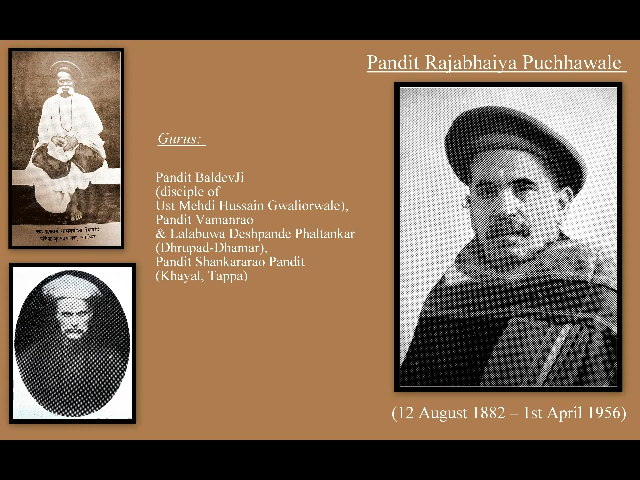 Pandit Rajabhaiya Puchhawale
Gurus:
Pandit BaldevJi
(disciple of
Ust Mehdi Hussain Gwaliorwale),
Pandit Vamanrao
& Lalabuwa Deshpande Phaltankar
(Dhrupad-Dhamar),
Pandit Shankararao Pandit
(Khayal, Tappa)
(12 August 1882 – 1st April 1956)